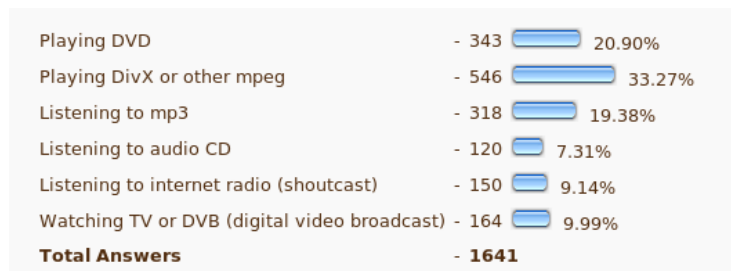 Playing DVD - 343 20.90%
Playing DivX or other mpeg - 546 33.27%
Listening to mp3 - 318 19.38%
Listening to audio CD - 120 7.31%
Listening to internet radio (shoutcast) - 150 9.14%
Watching TV or DVB (digital video broadcast) - 164 9.99%
Total Answers - 1641